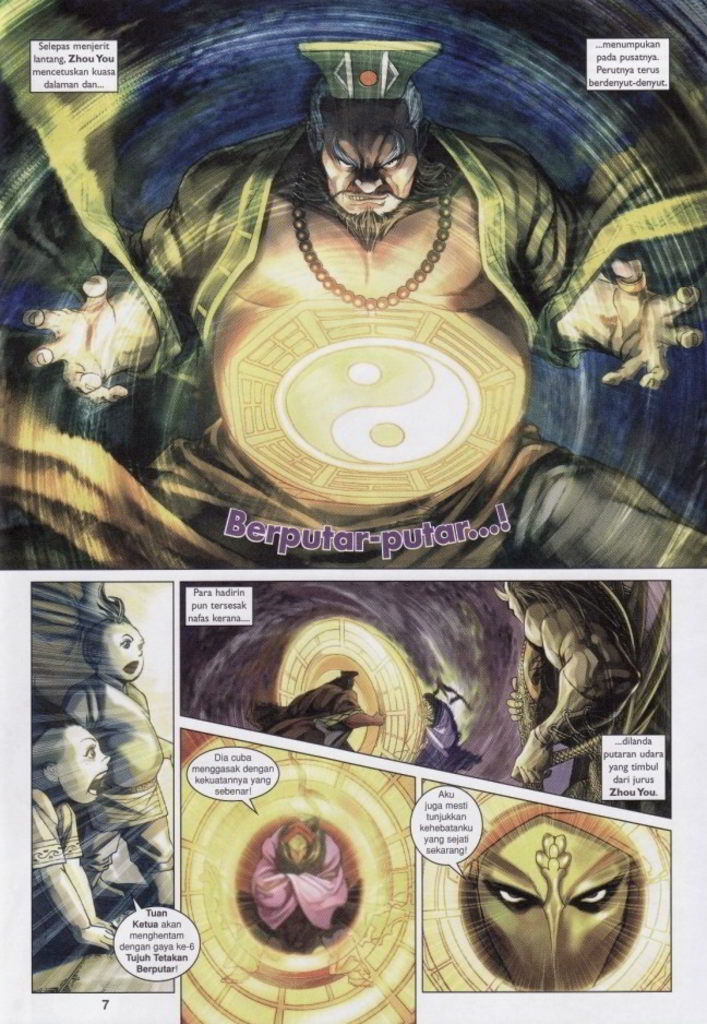 Selepas menjerit
lantang, Zhou You
mencetuskan kuasa
dalaman dan...
...menumpukan
pada pusatnya.
Perutnya terus
berdenyut-denyut.
Berputar-putar...!
Para hadirin
pun tersesak
nafas kerana....
...dilanda
putaran udara
yang timbul
dari jurus
Zhou You.
Tuan
Ketua akan
menghentam
dengan gaya ke-6
Tujuh Tetakan
Berputar!
Dia cuba
menggasak dengan
kekuatannya yang
sebenar!
Aku
juga mesti
tunjukkan
kehebatanku
yang sejati
sekarang!
7